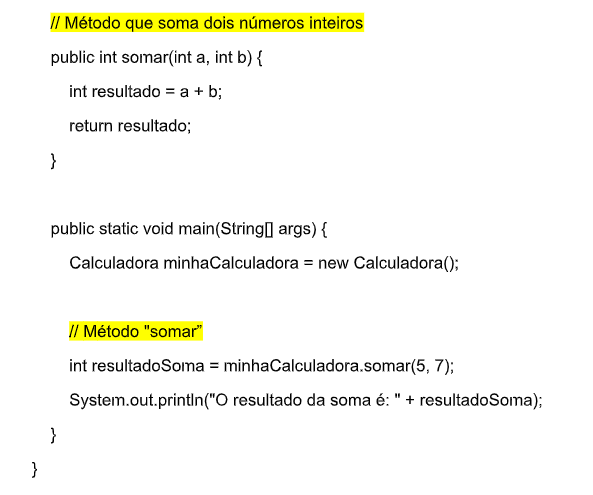 // Método que soma dois números inteiros
public int somar(int a, int b) {
int resultado = a + b;
return resultado;
}
public static void main(String[] args) {
Calculadora minhaCalculadora = new Calculadora();
// Método "somar”
int resultadoSoma = minhaCalculadora.somar(5, 7);
System.out.println("O resultado da soma é: " + resultadoSoma);
}
}